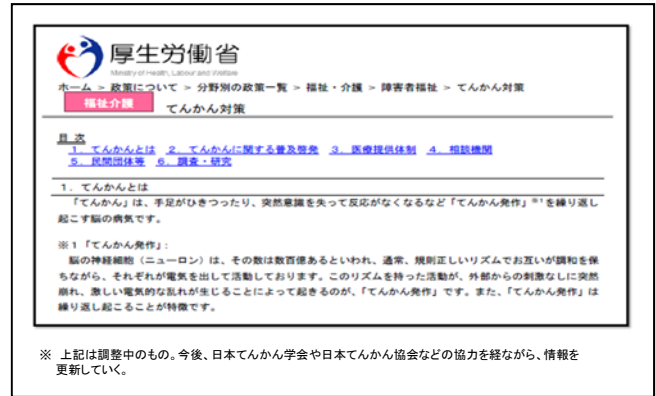 厚生労働省
Ministry of Health, Labour and Welfare
ホーム > 政策について > 分野別の政策一覧 > 福祉・介護 > 障害者福祉 > てんかん対策
福祉介護 てんかん対策
目 次
1. てんかんとは 2. てんかんに関する普及啓発 3. 医療提供体制 4. 相談機関
5. 民間団体等 6. 調査・研究
1. てんかんとは
「てんかん」は、手足がひきつったり、突然意識を失って反応がなくなるなど「てんかん発作」※1を繰り返し
起こす脳の病気です。
※1「てんかん発作」:
脳の神経細胞(ニューロン)は、その数は数百億あるといわれ、通常、規則正しいリズムでお互いが調和を保
ちながら、それぞれが電気を出して活動しております。このリズムを持った活動が、外部からの刺激なしに突然
崩れ、激しい電気的な乱れが生じることによって起きるのが、「てんかん発作」です。また、「てんかん発作」は
繰り返し起こることが特徴です。
※ 上記は調整中のもの。今後、日本てんかん学会や日本てんかん協会などの協力を経ながら、情報を
更新していく。